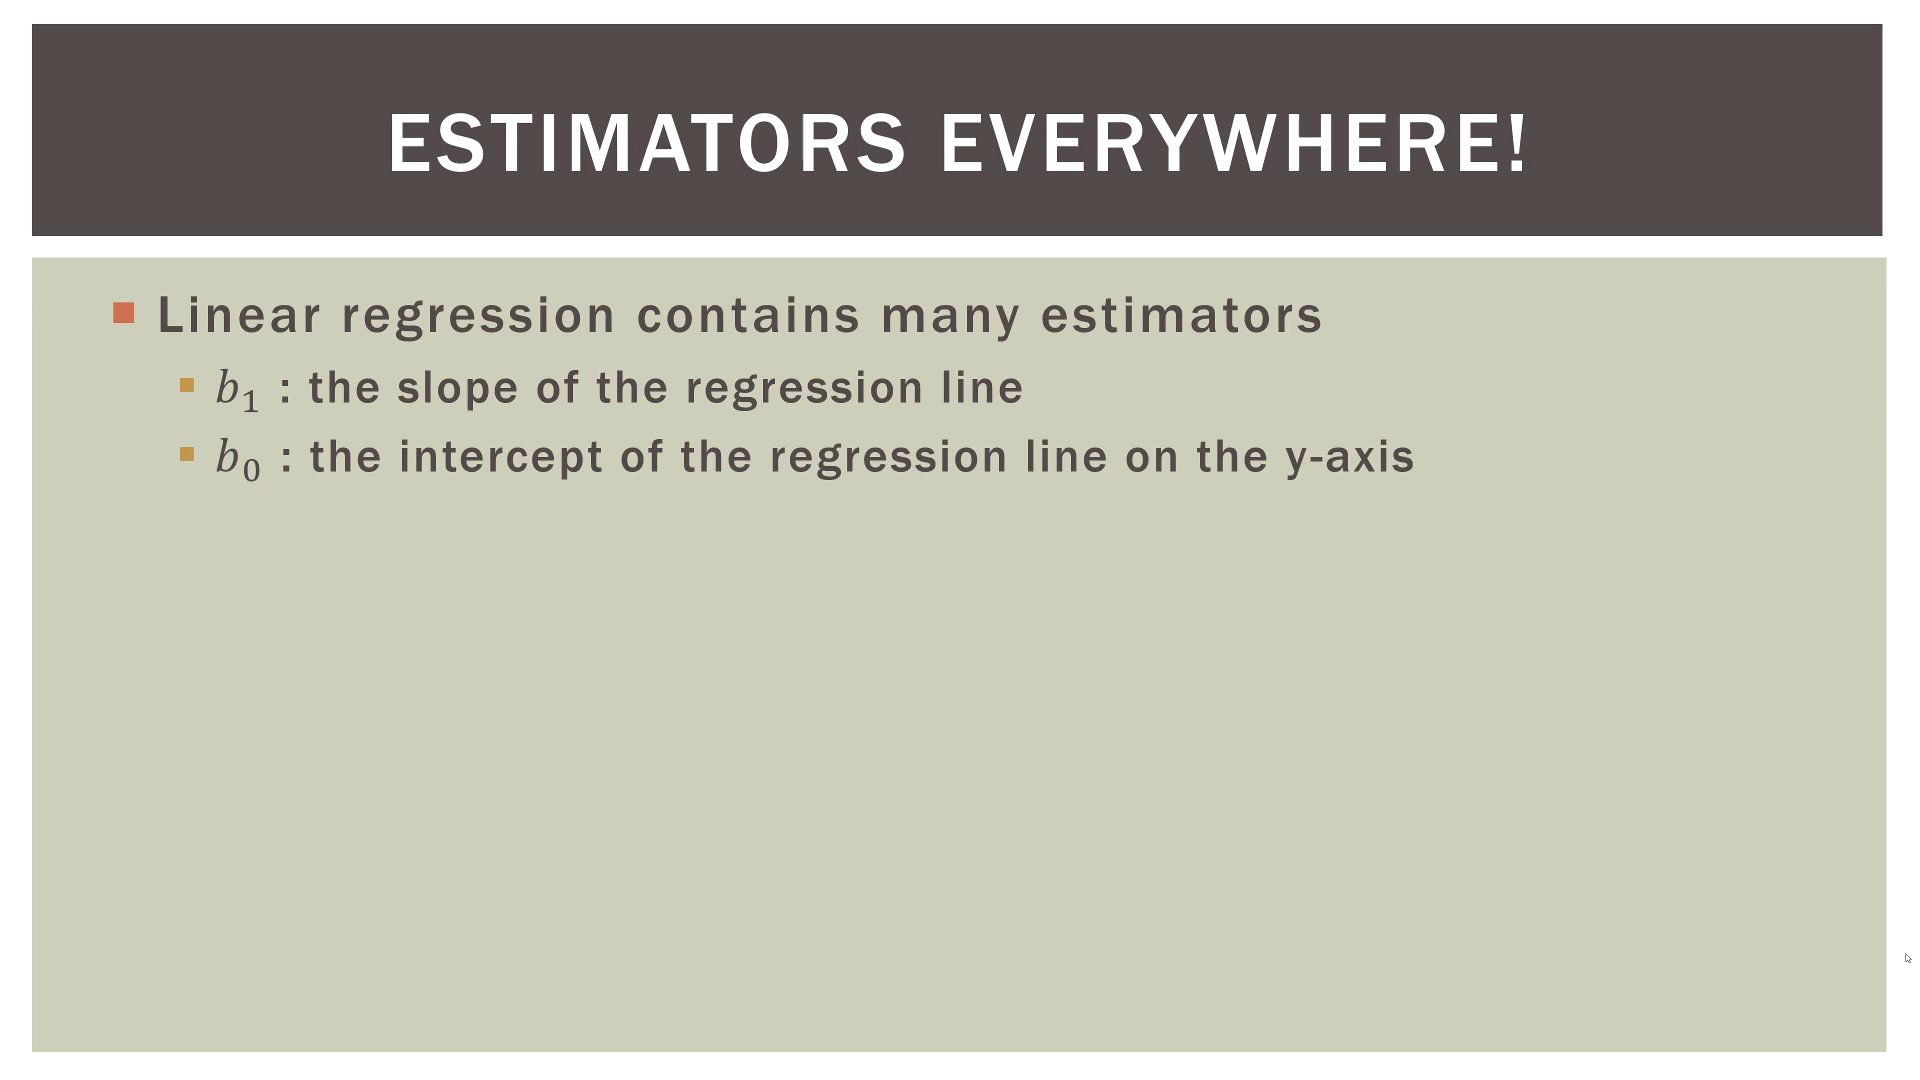 ESTIMATORS EVERYWHERE!
Linear regression contains many estimators
b₁ : the slope of the regression line
b₀ : the intercept of the regression line on the y-axis